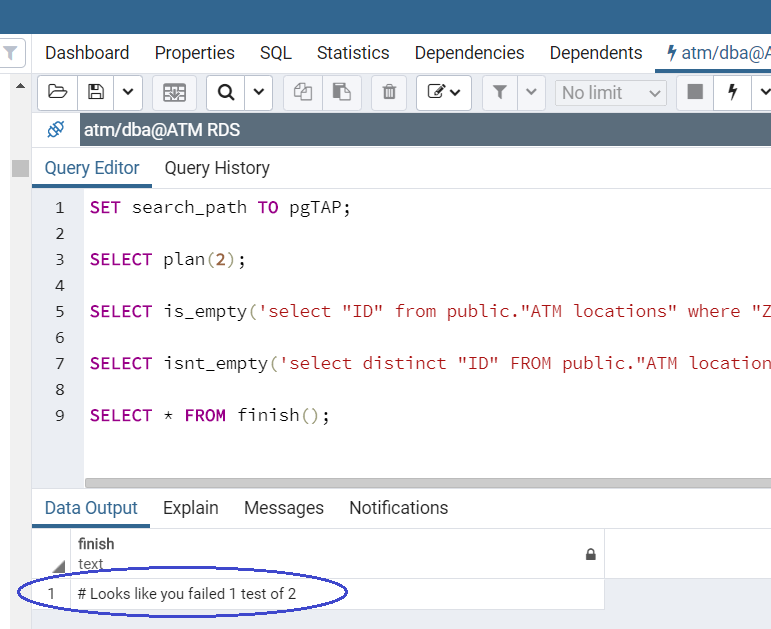 Dashboard Properties SQL Statistics Dependencies Dependents atm/dba@A
No limit
atm/dba@ATM RDS
Query Editor Query History
1 SET search_path TO pgTAP;
2
3 SELECT plan(2);
4
5 SELECT is_empty('select "ID" from public."ATM locations" where "Z
6
7 SELECT isnt_empty('select distinct "ID" FROM public."ATM location
8
9 SELECT * FROM finish();
Data Output Explain Messages Notifications
finish
text
1 # Looks like you failed 1 test of 2